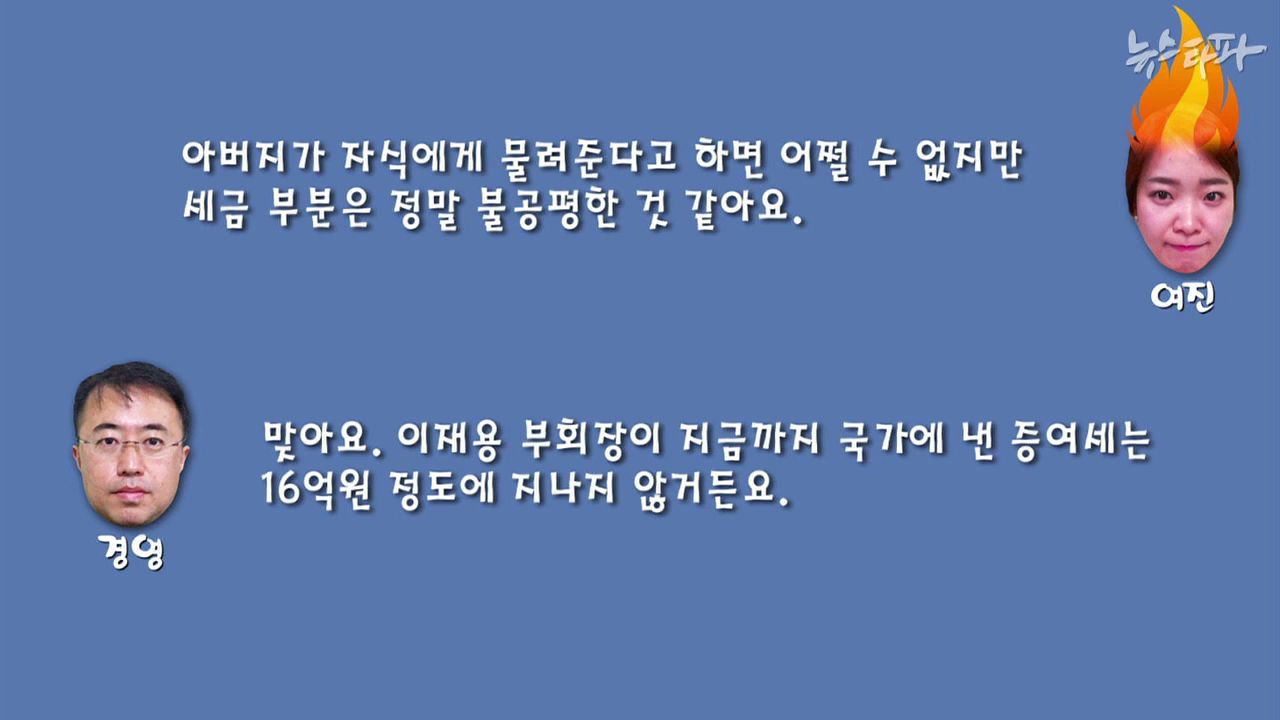 뉴스타파
아버지가 자식에게 물려준다고 하면 어쩔 수 없지만
세금 부분은 정말 불공평한 것 같아요.
여진
맞아요. 이재용 부회장이 지금까지 국가에 낸 증여세는
16억원 정도에 지나지 않거든요.
경영